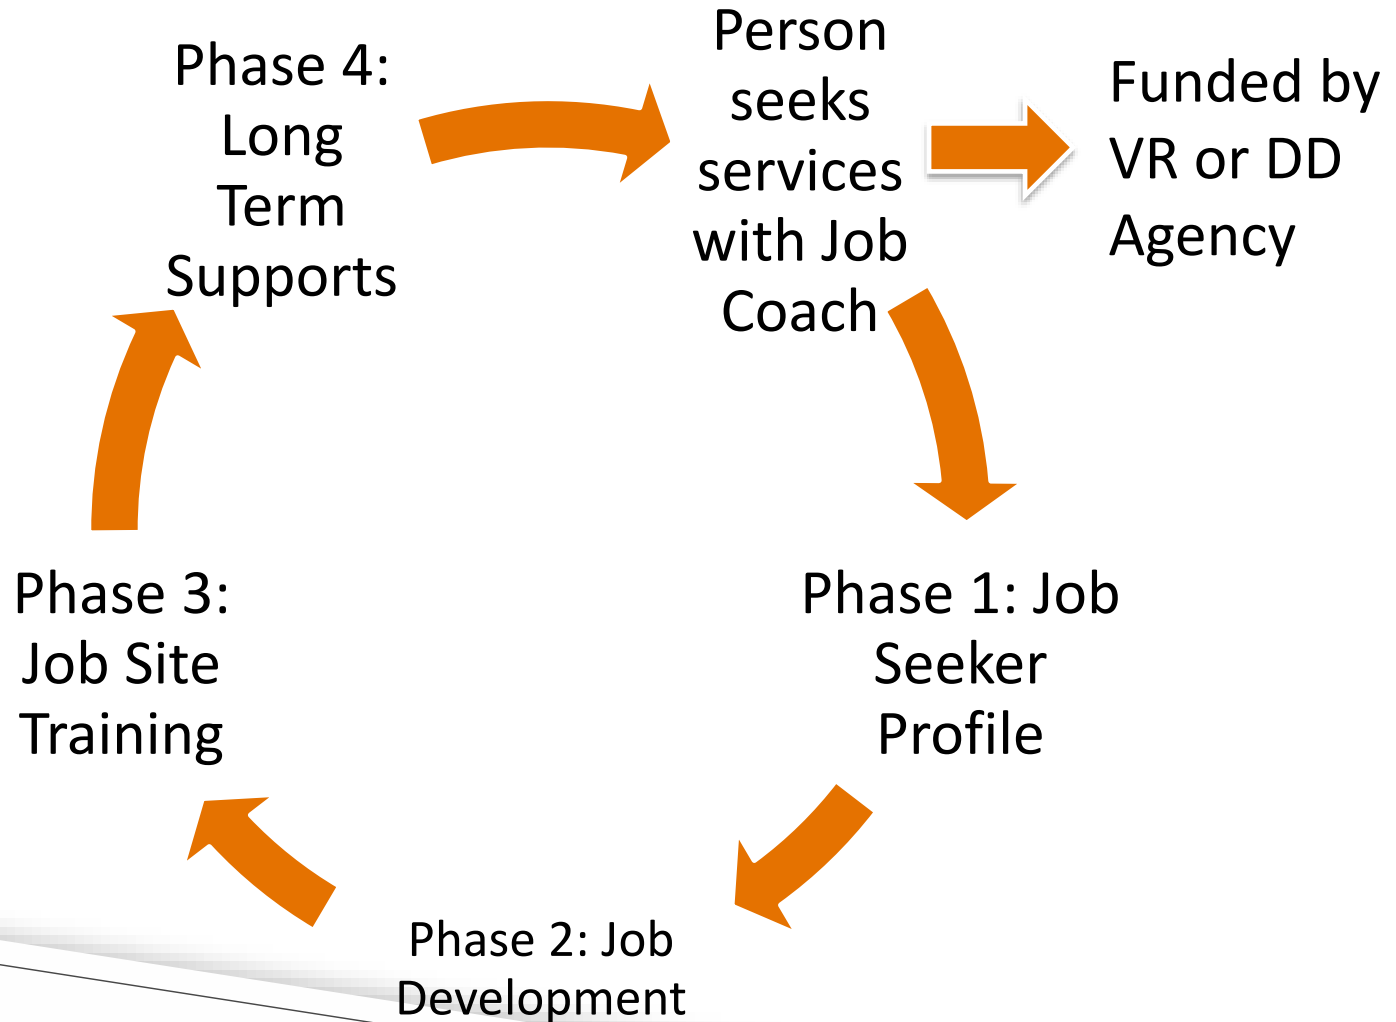 Person
seeks
services
with Job
Coach
Funded by
VR or DD
Agency
Phase 1: Job
Seeker
Profile
Phase 2: Job
Development
Phase 3:
Job Site
Training
Phase 4:
Long
Term
Supports